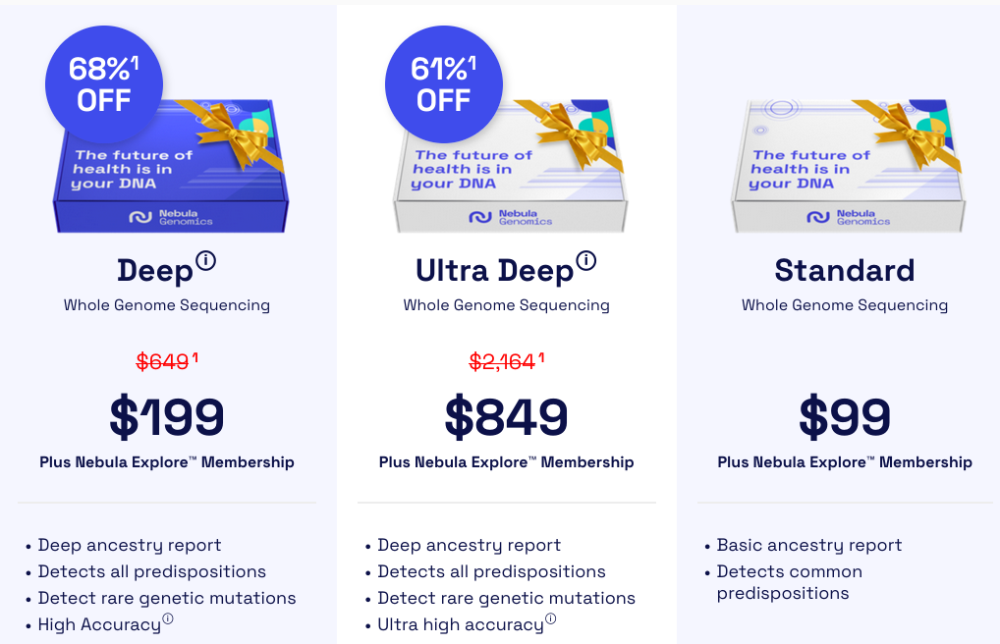 68%¹
OFF
The future of
health is in
your DNA
Nebula
Genomics
Deep
Whole Genome Sequencing
$649¹
$199
Plus Nebula Explore™ Membership
• Deep ancestry report
• Detects all predispositions
• Detect rare genetic mutations
• High Accuracy
61%¹
OFF
The future of
health is in
your DNA
Nebula
Genomics
Ultra Deep
Whole Genome Sequencing
$2,164¹
$849
Plus Nebula Explore™ Membership
• Deep ancestry report
• Detects all predispositions
• Detect rare genetic mutations
• Ultra high accuracy
The future of
health is in
your DNA
Nebula
Genomics
Standard
Whole Genome Sequencing
$99
Plus Nebula Explore™ Membership
• Basic ancestry report
• Detects common
predispositions